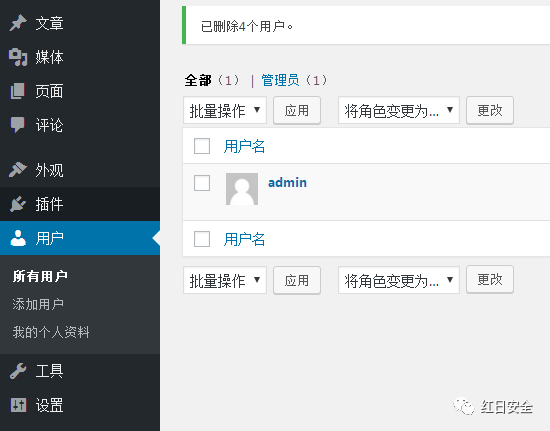 文章
媒体
页面
评论
外观
插件
用户
所有用户
添加用户
我的个人资料
工具
设置
已删除4个用户。
全部（1） | 管理员（1）
批量操作 应用 将角色变更为... 更改
用户名
admin
用户名
批量操作 应用 将角色变更为... 更改
红日安全